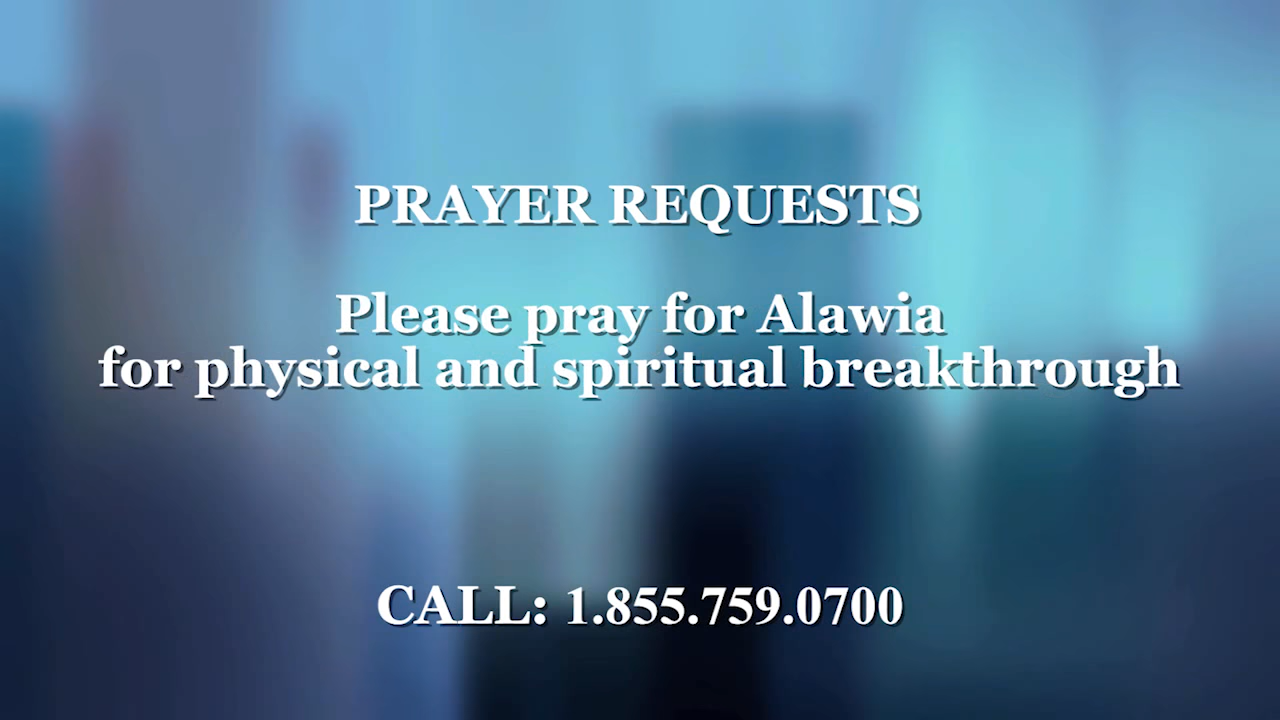 PRAYER REQUESTS
Please pray for Alawia
for physical and spiritual breakthrough
CALL: 1.855.759.0700